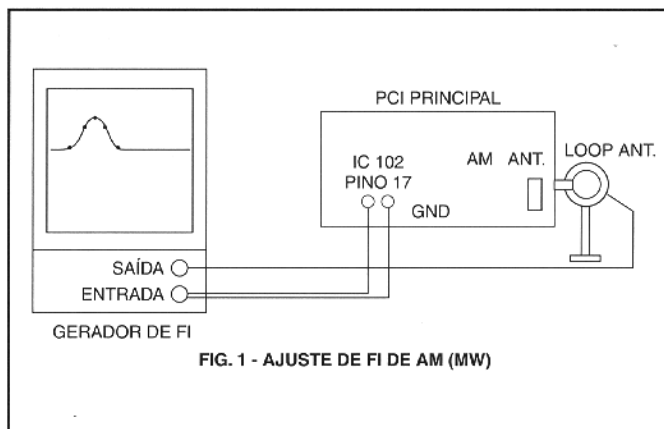 PCI PRINCIPAL
LOOP ANT.
AM ANT.
IC 102
PINO 17
GND
SAÍDA
ENTRADA
GERADOR DE FI
FIG. 1 - AJUSTE DE FI DE AM (MW)